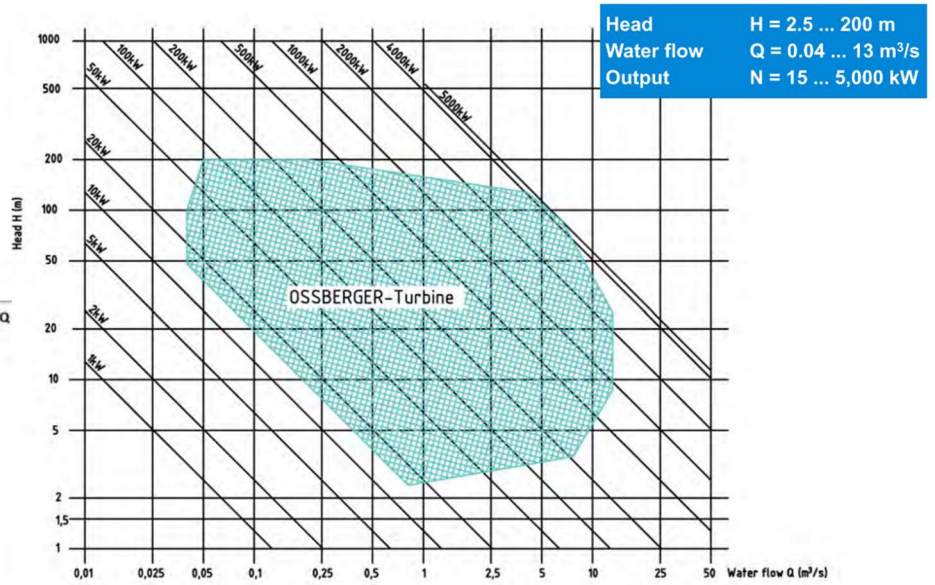 Head H = 2.5 ... 200 m
Water flow Q = 0.04 ... 13 m³/s
Output N = 15 ... 5,000 kW
1000
500
200
100
50
20
10
5
2
1,5
1
Head H (m)
Q
50kW
100kW
200kW
500kW
1000kW
2000kW
4000kW
5000kW
20kW
10kW
5kW
2kW
1kW
OSSBERGER-Turbine
0,01 0,025 0,05 0,1 0,25 0,5 1 2,5 5 10 25 50 Water flow Q (m³/s)